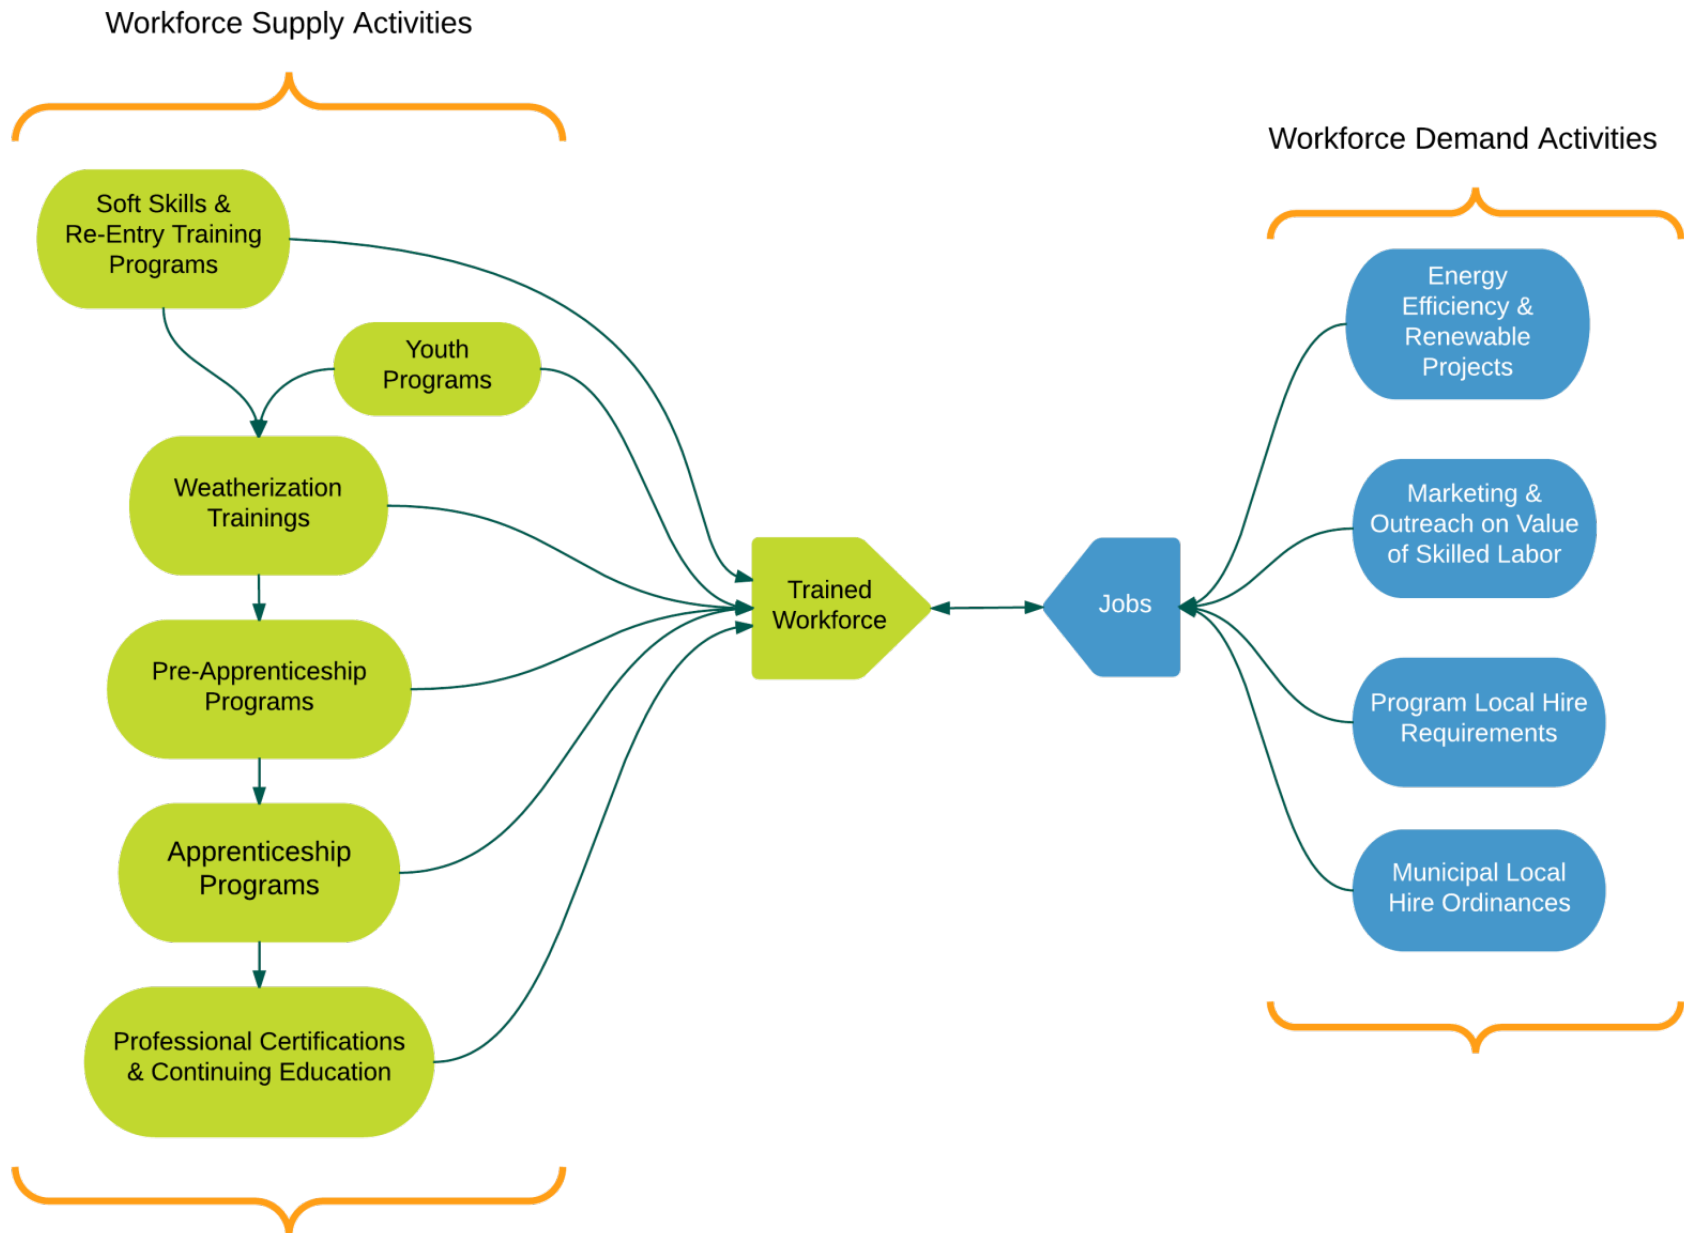 Workforce Supply Activities
Soft Skills &
Re-Entry Training
Programs
Youth
Programs
Weatherization
Trainings
Pre-Apprenticeship
Programs
Apprenticeship
Programs
Professional Certifications
& Continuing Education
Trained
Workforce
Jobs
Workforce Demand Activities
Energy
Efficiency &
Renewable
Projects
Marketing &
Outreach on Value
of Skilled Labor
Program Local Hire
Requirements
Municipal Local
Hire Ordinances